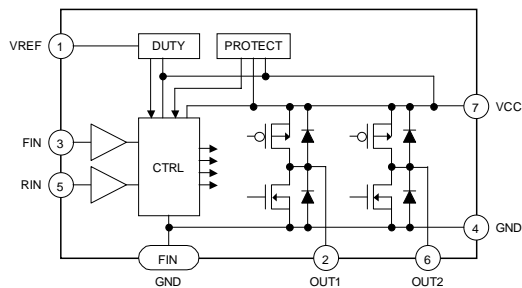 DUTY
PROTECT
VREF
1
7
VCC
FIN
3
CTRL
RIN
5
4
GND
FIN
2
6
GND
OUT1
OUT2